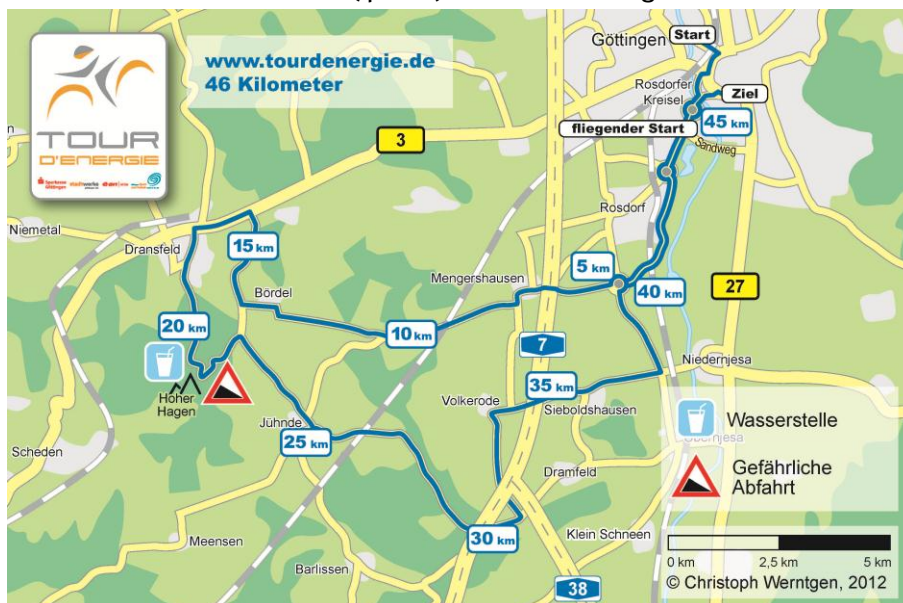 www.tourdenergie.de
46 Kilometer
TOUR
D'ENERGIE
Göttingen
Start
Rosdorfer
Kreisel
Ziel
45 km
fliegender Start
Sandweg
3
Rosdorf
Niemetal
Dransfeld
15 km
Mengershausen
5 km
40 km
27
Bördel
20 km
10 km
7
Niedernjesa
35 km
Hoher
Hagen
Volkerode
Sieboldshausen
Wasserstelle
Jühnde
25 km
Obernjesa
Scheden
Dramfeld
Gefährliche
Abfahrt
30 km
Klein Schneen
Meensen
Barlissen
0 km 2,5 km 5 km
38
© Christoph Werntgen, 2012